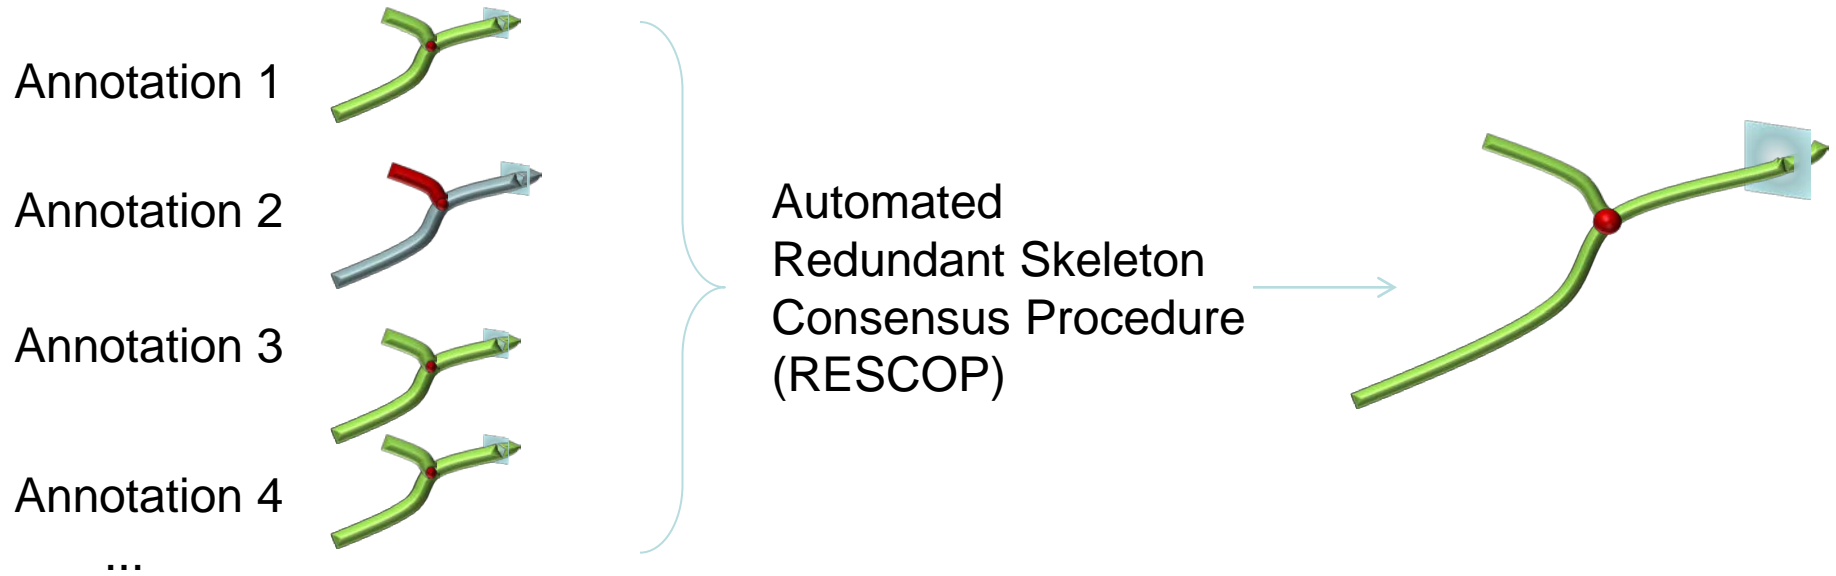 Annotation 1
Annotation 2
Annotation 3
Annotation 4
...
Automated
Redundant Skeleton
Consensus Procedure
(RESCOP)